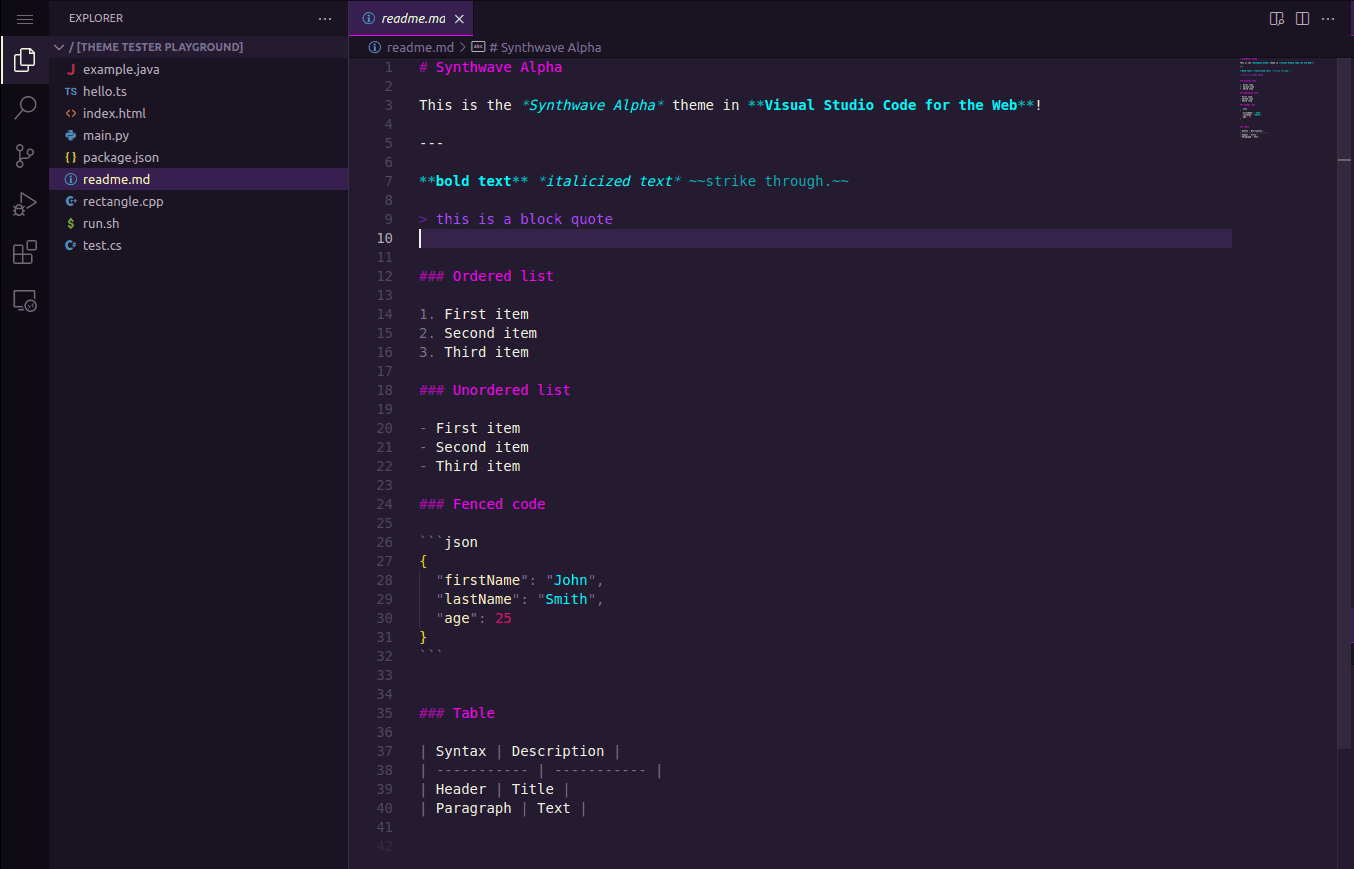 EXPLORER
/ [THEME TESTER PLAYGROUND]
J example.java
TS hello.ts
<> index.html
main.py
{} package.json
readme.md
C+ rectangle.cpp
$ run.sh
C# test.cs
readme.md
readme.md > abc # Synthwave Alpha
1 # Synthwave Alpha
2
3 This is the *Synthwave Alpha* theme in **Visual Studio Code for the Web**!
4
5 ---
6
7 **bold text** *italicized text* ~~strike through.~~
8
9 > this is a block quote
10
11
12 ### Ordered list
13
14 1. First item
15 2. Second item
16 3. Third item
17
18 ### Unordered list
19
20 - First item
21 - Second item
22 - Third item
23
24 ### Fenced code
25
26 ```json
27 {
28   "firstName": "John",
29   "lastName": "Smith",
30   "age": 25
31 }
32 ```
33
34
35 ### Table
36
37 | Syntax | Description |
38 | ----------- | ----------- |
39 | Header | Title |
40 | Paragraph | Text |
41
42